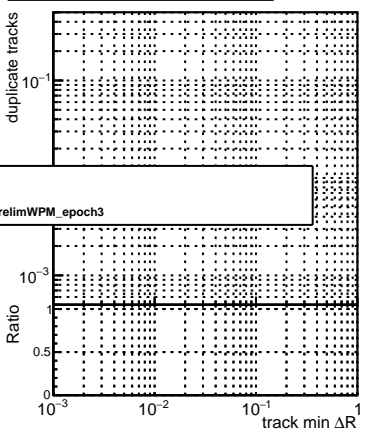 duplicate tracks
10⁻¹
relimWPM_epoch3
10⁻³
Ratio
1
0.5
0
10⁻³ 10⁻² 10⁻¹ 1
track min ΔR